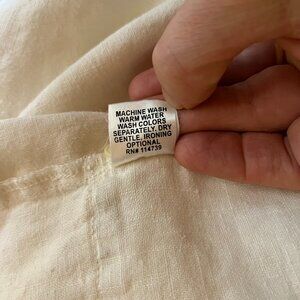 MACHINE WASH
WARM WATER
WASH COLORS
SEPARATELY, DRY
GENTLE, IRONING
OPTIONAL
RN# 114739